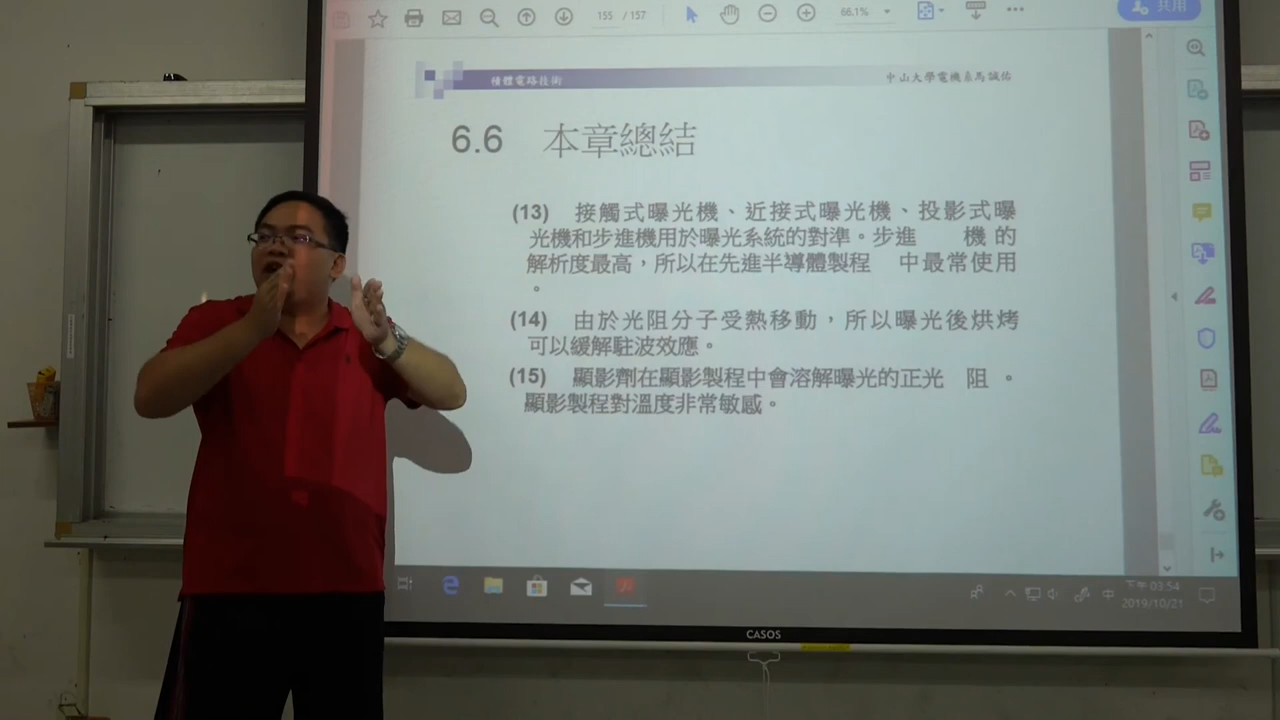 155 / 157
66.1%
共用
積體電路技術
中山大學電機系馬誠佑
6.6 本章總結
(13) 接觸式曝光機、近接式曝光機、投影式曝
光機和步進機用於曝光系統的對準。步進 機 的
解析度最高，所以在先進半導體製程 中最常使用
。
(14) 由於光阻分子受熱移動，所以曝光後烘烤
可以緩解駐波效應。
(15) 顯影劑在顯影製程中會溶解曝光的正光 阻 。
顯影製程對溫度非常敏感。
中
下午 03:54
2019/10/21
CASOS